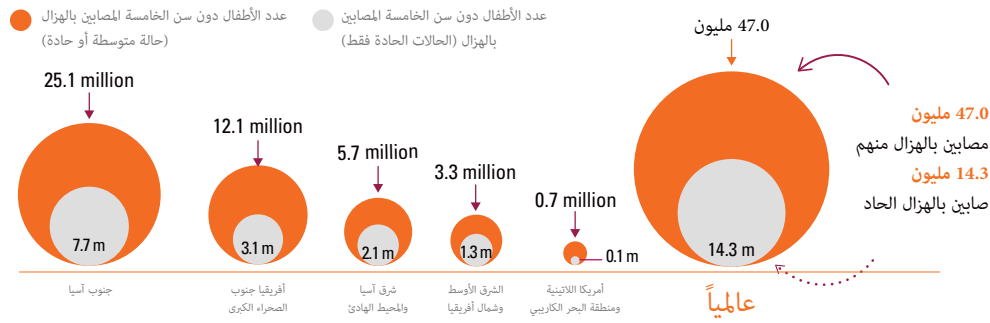 عدد الأطفال دون سن الخامسة المصابين بالهزال
(حالة متوسطة أو حادة)
عدد الأطفال دون سن الخامسة المصابين
بالهزال (الحالات الحادة فقط)
25.1 million
7.7 m
جنوب آسيا
12.1 million
3.1 m
أفريقيا جنوب
الصحراء الكبرى
5.7 million
2.1 m
شرق آسيا
والمحيط الهادئ
3.3 million
1.3 m
الشرق الأوسط
وشمال أفريقيا
0.7 million
0.1 m
أمريكا اللاتينية
ومنطقة البحر الكاريبي
47.0 مليون
14.3 m
عالمياً
47.0 مليون
مصابين بالهزال منهم
14.3 مليون
صابين بالهزال الحاد